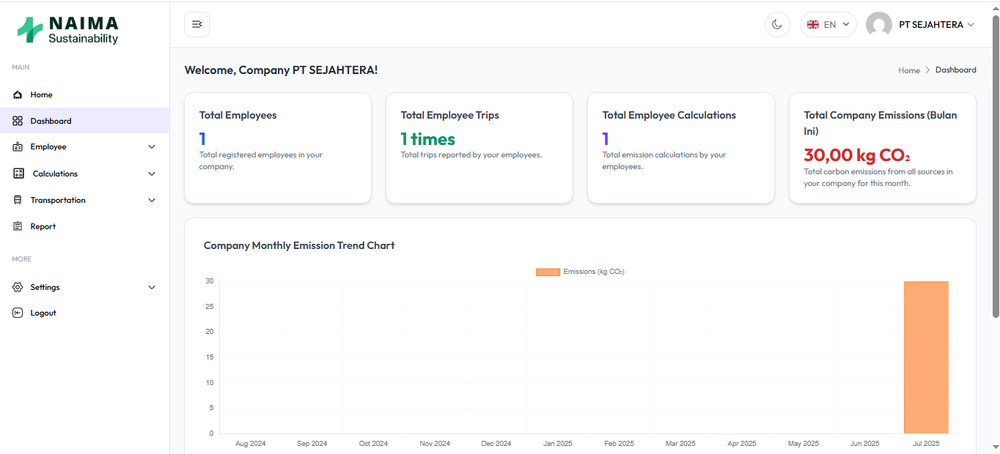 NAIMA
Sustainability
MAIN
Home
Dashboard
Employee
Calculations
Transportation
Report
MORE
Settings
Logout
EN
PT SEJAHTERA
Welcome, Company PT SEJAHTERA!
Home > Dashboard
Total Employees
1
Total registered employees in your
company.
Total Employee Trips
1 times
Total trips reported by your employees.
Total Employee Calculations
1
Total emission calculations by your
employees.
Total Company Emissions (Bulan
Ini)
30,00 kg CO₂
Total carbon emissions from all sources in
your company for this month.
Company Monthly Emission Trend Chart
Emissions (kg CO₂)
30
25
20
15
10
5
0
Aug 2024 Sep 2024 Oct 2024 Nov 2024 Dec 2024 Jan 2025 Feb 2025 Mar 2025 Apr 2025 May 2025 Jun 2025 Jul 2025